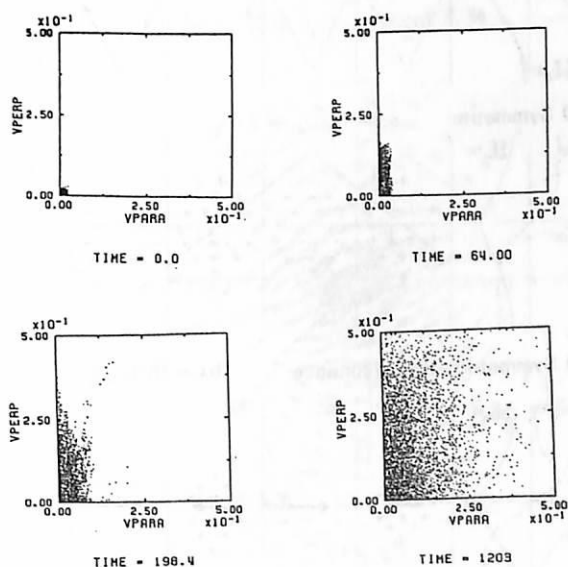 x10⁻¹
5.00
VPERP
2.50
0.00
0.00 2.50 5.00
VPARA x10⁻¹
TIME = 0.0
x10⁻¹
5.00
VPERP
2.50
0.00
0.00 2.50 5.00
VPARA x10⁻¹
TIME = 64.00
x10⁻¹
5.00
VPERP
2.50
0.00
0.00 2.50 5.00
VPARA x10⁻¹
TIME = 198.4
x10⁻¹
5.00
VPERP
2.50
0.00
0.00 2.50 5.00
VPARA x10⁻¹
TIME = 1203